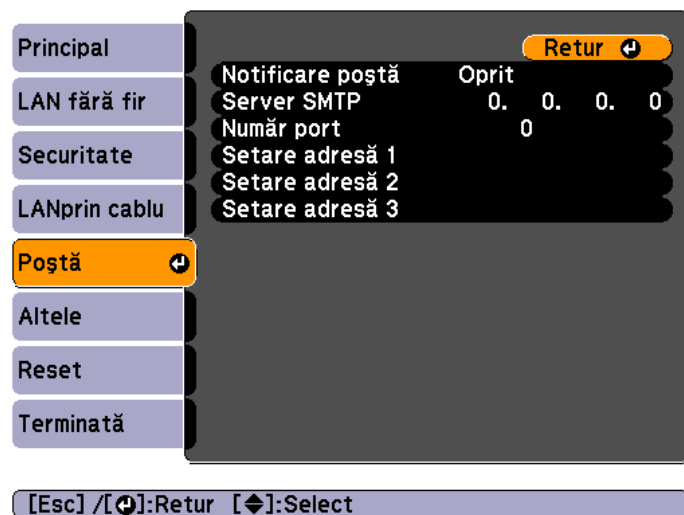 Principal
LAN fără fir
Securitate
LANprin cablu
Poştă
Altele
Reset
Terminată
Retur
Notificare poştă Oprit
Server SMTP 0. 0. 0. 0
Număr port 0
Setare adresă 1
Setare adresă 2
Setare adresă 3
[Esc] /[⏎]:Retur [◆]:Select